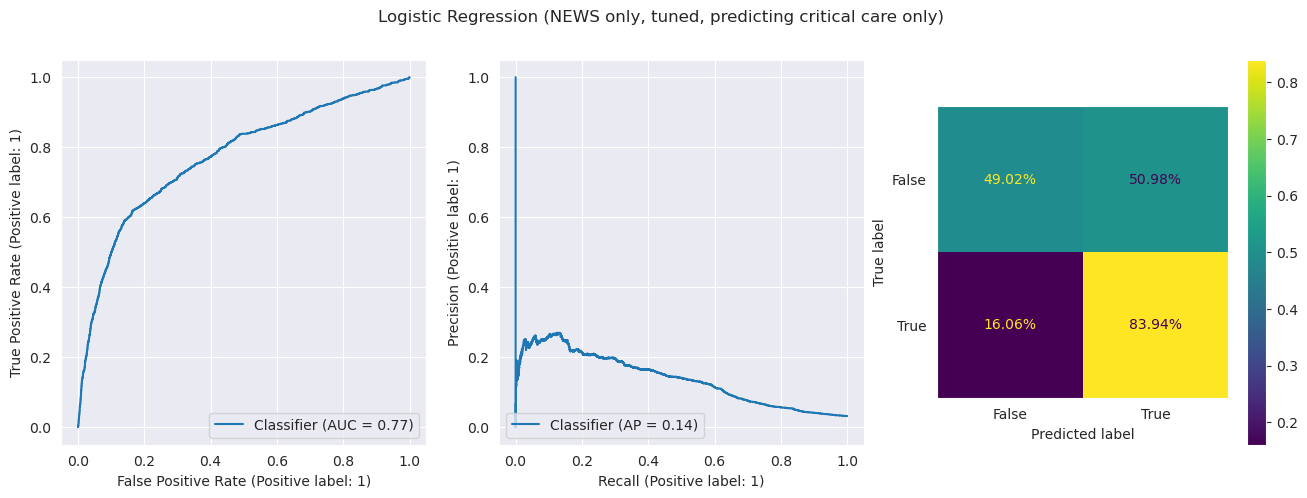 Logistic Regression (NEWS only, tuned, predicting critical care only)
True Positive Rate (Positive label: 1)
1.0
0.8
0.6
0.4
0.2
0.0
Classifier (AUC = 0.77)
0.0 0.2 0.4 0.6 0.8 1.0
False Positive Rate (Positive label: 1)
Precision (Positive label: 1)
1.0
0.8
0.6
0.4
0.2
0.0
Classifier (AP = 0.14)
0.0 0.2 0.4 0.6 0.8 1.0
Recall (Positive label: 1)
True label
False
True
49.02% 50.98%
16.06% 83.94%
False True
Predicted label
0.8
0.7
0.6
0.5
0.4
0.3
0.2